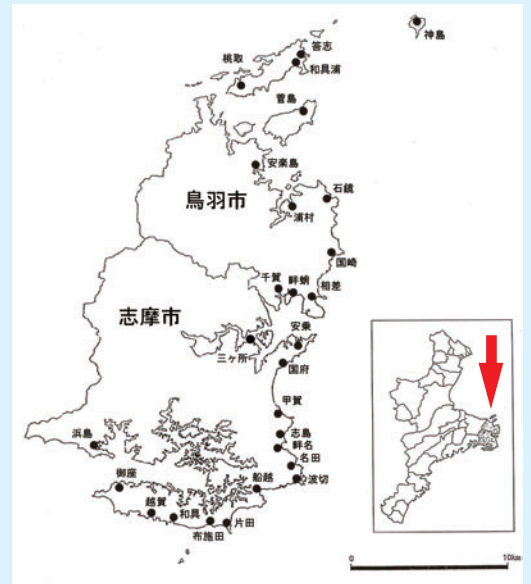 神島
答志
桃取
和具浦
菅島
安楽島
石鏡
鳥羽市
浦村
国崎
千賀
畔蛸
相差
志摩市
安乗
三ヶ所
国府
甲賀
志島
浜島
畔名
名田
御座
船越
波切
越賀
和具
片田
布施田
0
10km